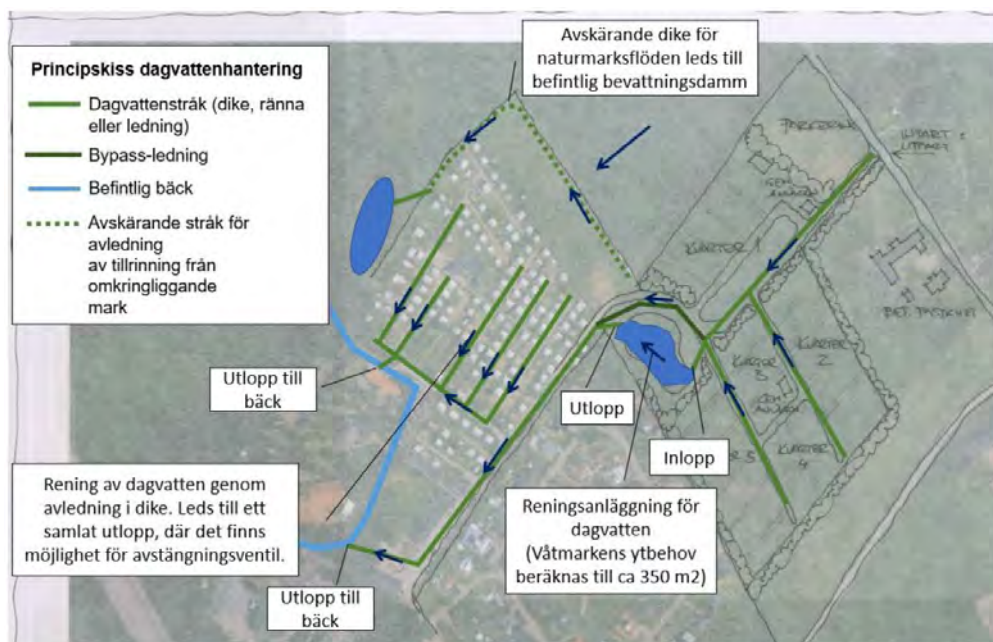 Principskiss dagvattenhantering
Dagvattenstråk (dike, ränna
eller ledning)
Bypass-ledning
Befintlig bäck
Avskärande stråk för
avledning
av tillrinning från
omkringliggande
mark
Avskärande dike för
naturmarksflöden leds till
befintlig bevattningsdamm
PARKERING
INFART &
UTFART
KVARTER 1
KVARTER
2
KVARTER
3
KVARTER
4
Utlopp till
bäck
Utlopp
Inlopp
Rening av dagvatten genom
avledning i dike. Leds till ett
samlat utlopp, där det finns
möjlighet för avstängningsventil.
Reningsanläggning för
dagvatten
(Våtmarkens ytbehov
beräknas till ca 350 m2)
Utlopp till
bäck